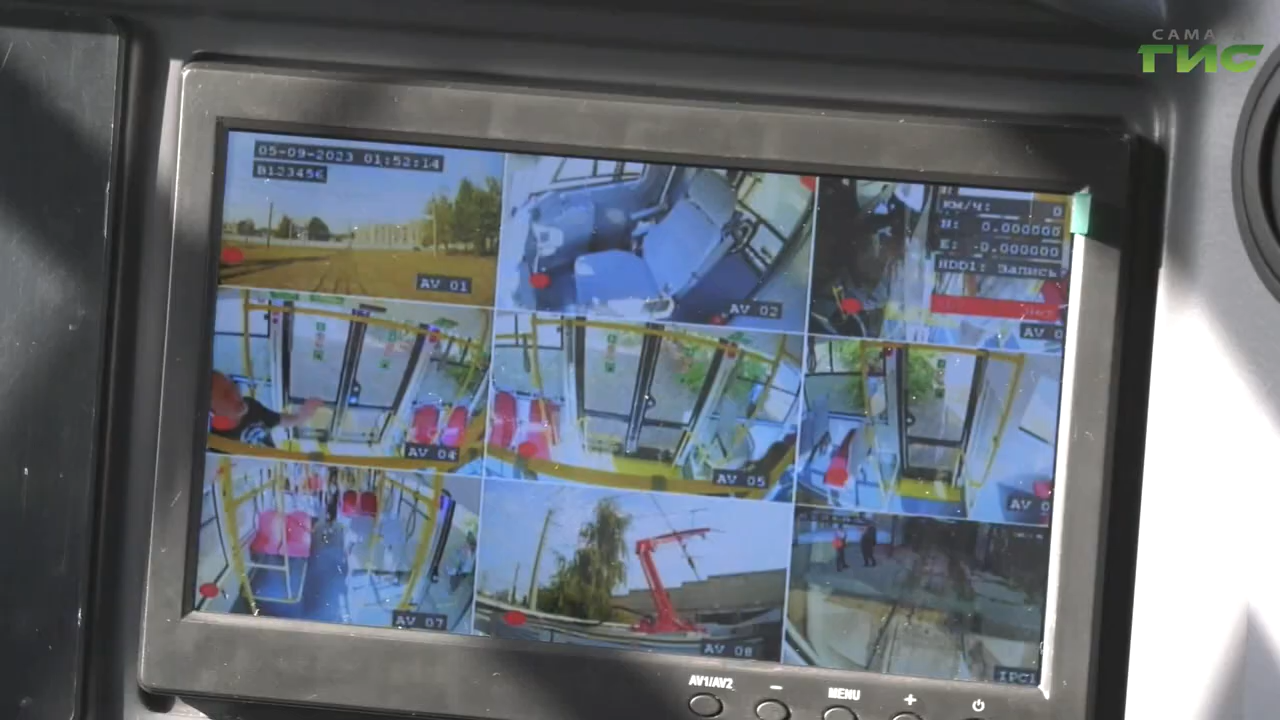 САМАРА
ГИС
05-09-2023 01:52:14
B123456
КМ/Ч: 0
N: 0.000000
E: -0.000000
HDD1: Запись
AV 01
AV 02
AV 04
AV 05
AV 07
AV 08
IPC1
AV1/AV2
-
MENU
+